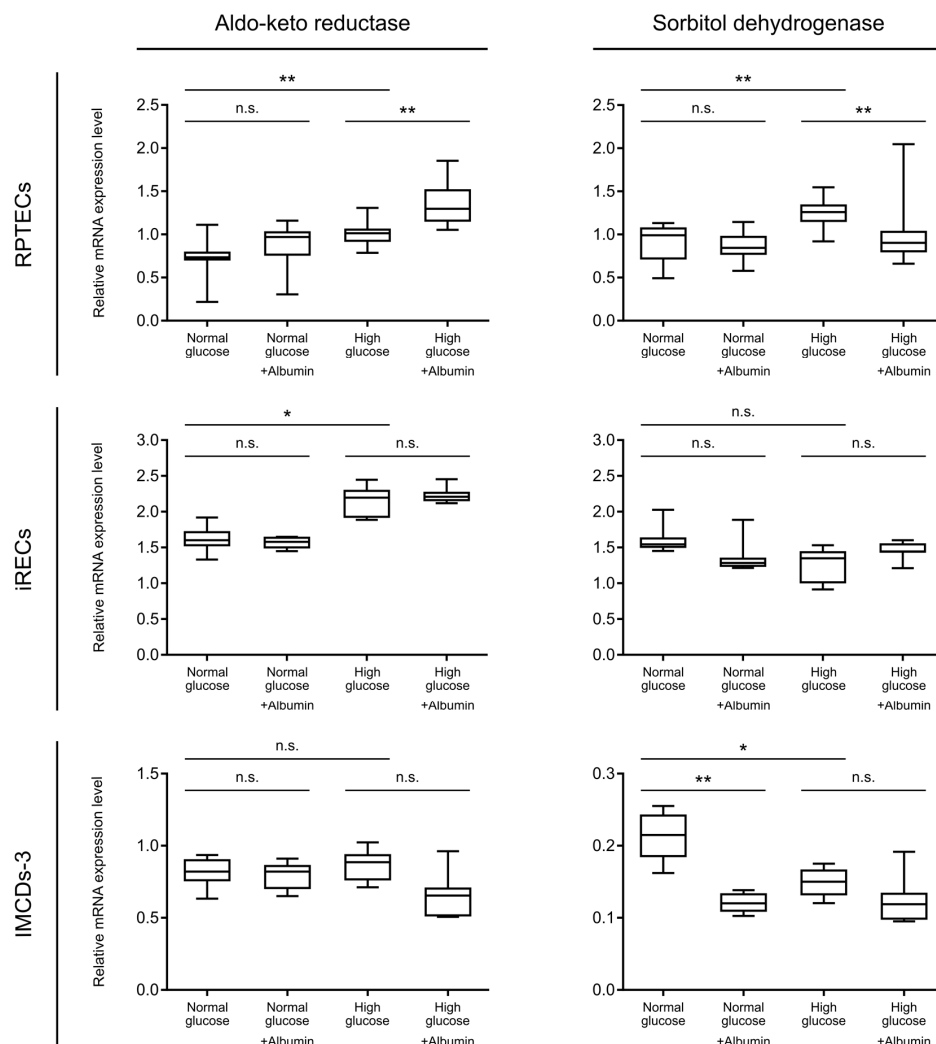 Aldo-keto reductase
Sorbitol dehydrogenase
RPTECs
Relative mRNA expression level
2.5
2.0
1.5
1.0
0.5
0.0
**
n.s.
**
Normal glucose
Normal glucose +Albumin
High glucose
High glucose +Albumin
2.5
2.0
1.5
1.0
0.5
0.0
**
n.s.
**
Normal glucose
Normal glucose +Albumin
High glucose
High glucose +Albumin
iRECs
Relative mRNA expression level
3.0
2.5
2.0
1.5
1.0
0.5
0.0
*
n.s.
n.s.
Normal glucose
Normal glucose +Albumin
High glucose
High glucose +Albumin
3.0
2.5
2.0
1.5
1.0
0.5
0.0
n.s.
n.s.
n.s.
Normal glucose
Normal glucose +Albumin
High glucose
High glucose +Albumin
IMCDs-3
Relative mRNA expression level
1.5
1.0
0.5
0.0
n.s.
n.s.
n.s.
Normal glucose
Normal glucose +Albumin
High glucose
High glucose +Albumin
0.3
0.2
0.1
0.0
*
**
n.s.
Normal glucose
Normal glucose +Albumin
High glucose
High glucose +Albumin